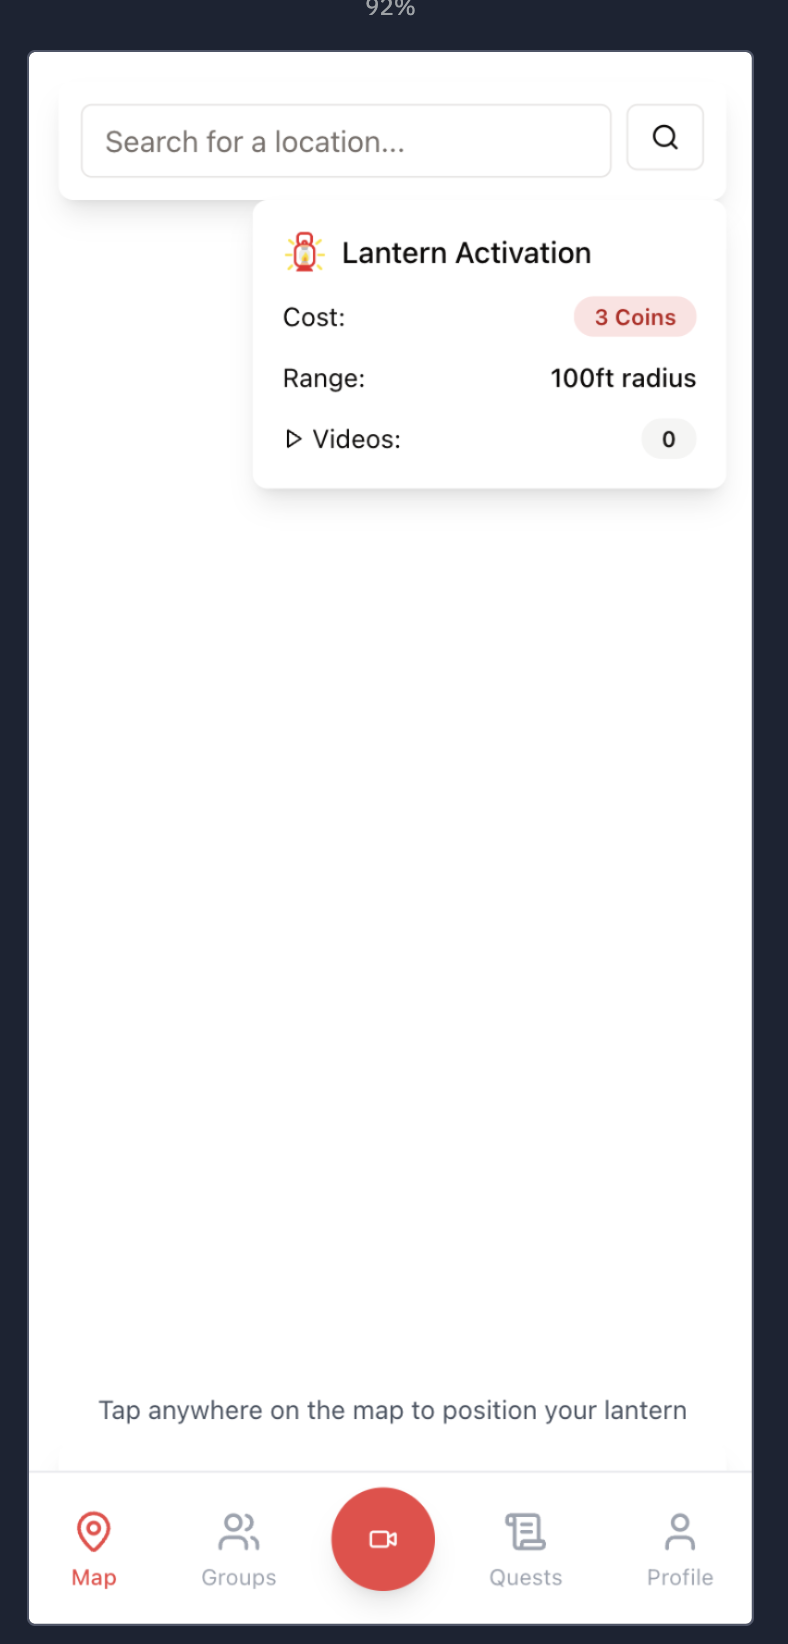 92%
Search for a location...
Lantern Activation
Cost: 3 Coins
Range: 100ft radius
Videos: 0
Tap anywhere on the map to position your lantern
Map Groups Quests Profile